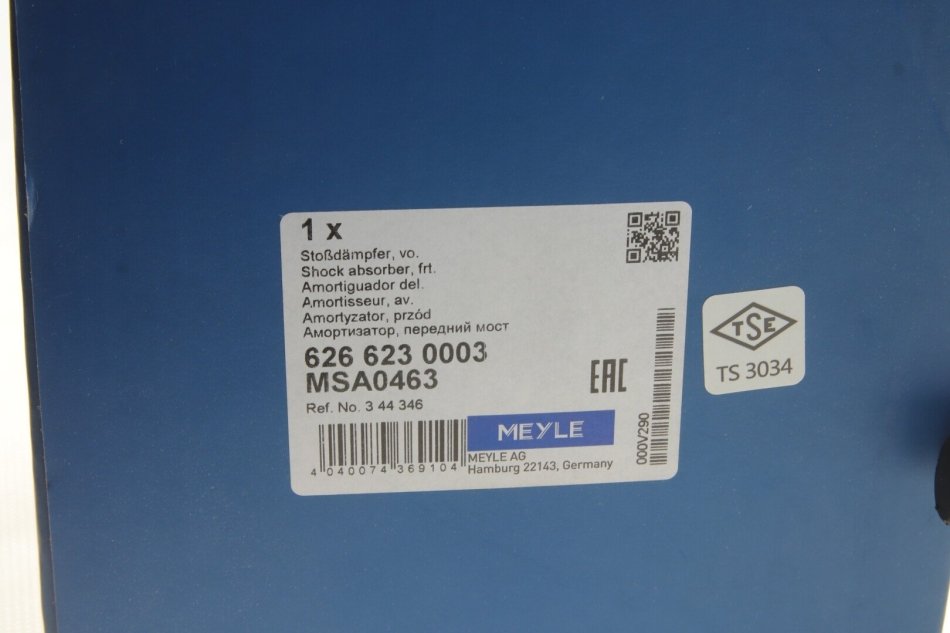 1 x
Stoßdämpfer, vo.
Shock absorber, frt.
Amortiguador del.
Amortisseur, av.
Amortyzator, przód
Амортизатор, передний мост
626 623 0003
MSA0463
Ref. No. 3 44 346
EAC
MEYLE
MEYLE AG
Hamburg 22143, Germany
4 040074 369104
000V290
TSE
TS 3034